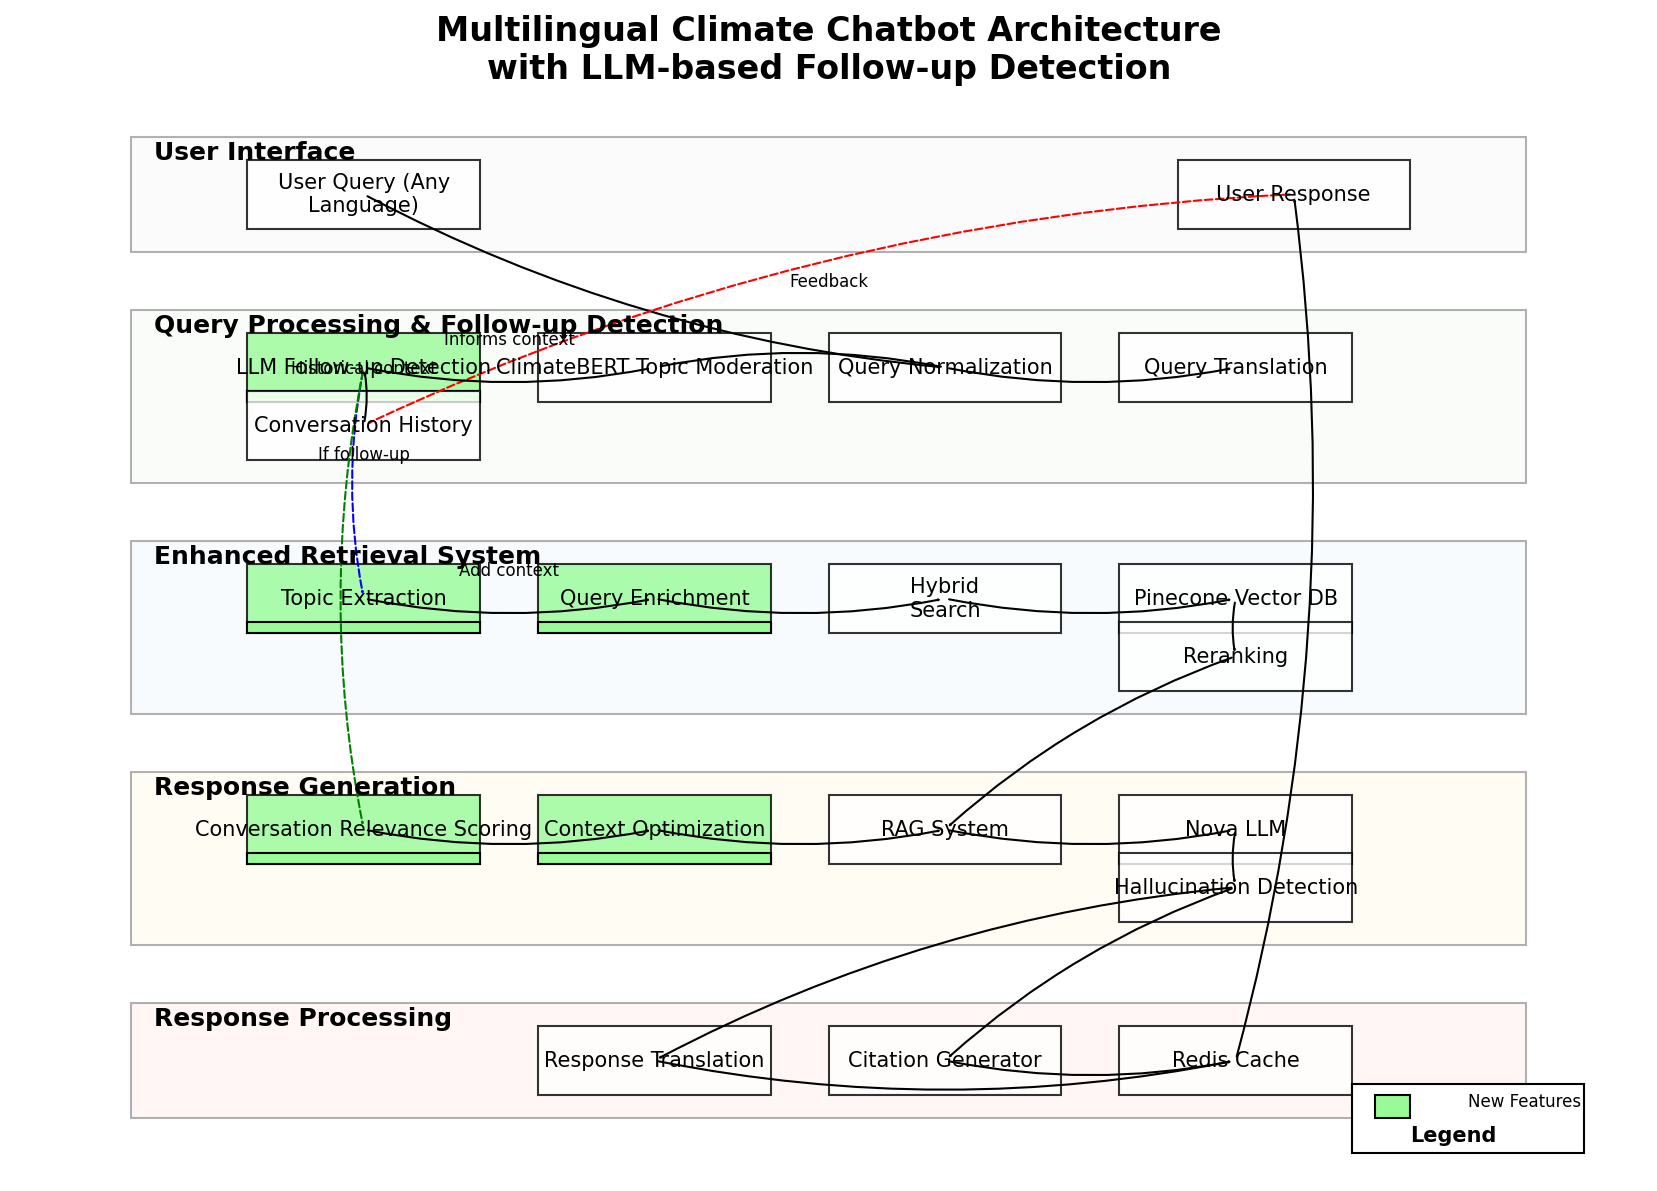 Multilingual Climate Chatbot Architecture
with LLM-based Follow-up Detection
User Interface
User Query (Any
Language)
User Response
Feedback
Query Processing & Follow-up Detection
Informs context
LLM Follow-up Detection
Historical context
ClimateBERT Topic Moderation
Query Normalization
Query Translation
Conversation History
If follow-up
Enhanced Retrieval System
Add context
Topic Extraction
Query Enrichment
Hybrid
Search
Pinecone Vector DB
Reranking
Response Generation
Conversation Relevance Scoring
Context Optimization
RAG System
Nova LLM
Hallucination Detection
Response Processing
Response Translation
Citation Generator
Redis Cache
New Features
Legend